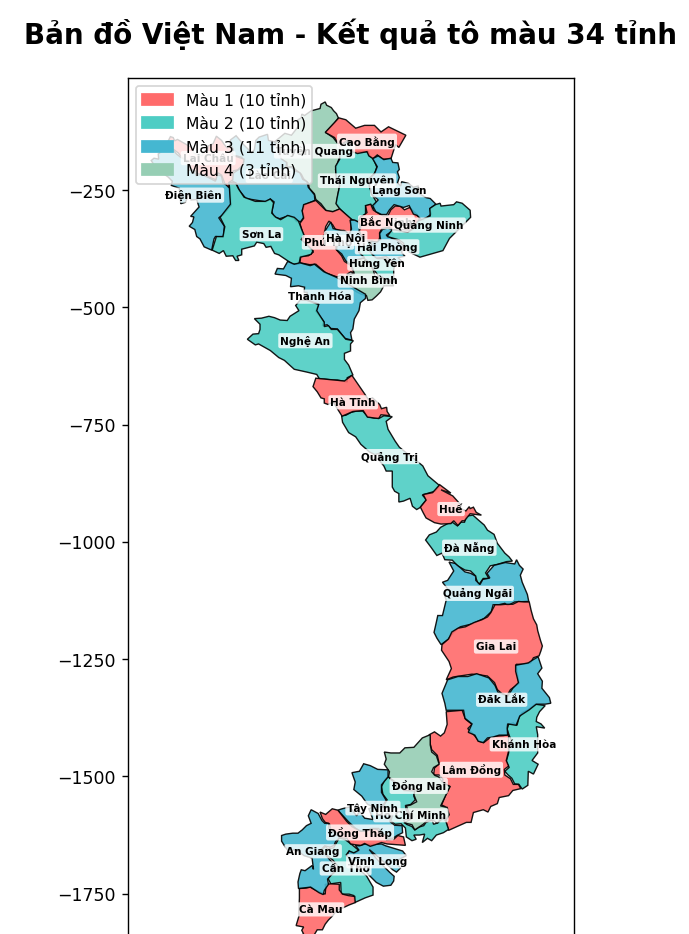 Bản đồ Việt Nam - Kết quả tô màu 34 tỉnh
Màu 1 (10 tỉnh)
Màu 2 (10 tỉnh)
Màu 3 (11 tỉnh)
Màu 4 (3 tỉnh)
Cao Bằng
Quang
Lai Châu
Lào Cai
Thái Nguyên
Lạng Sơn
Điện Biên
−250
Bắc N
Quảng Ninh
Sơn La
Hà Nội
Phú
Hải Phòng
Hưng Yên
Ninh Bình
Thanh Hóa
−500
Nghệ An
Hà Tĩnh
−750
Quảng Trị
Huế
−1000
Đà Nẵng
Quảng Ngãi
Gia Lai
−1250
Đăk Lăk
Khánh Hòa
Lâm Đồng
−1500
Đồng Nai
Tây Ninh
Hồ Chí Minh
Đồng Tháp
An Giang
Vĩnh Long
Cần Thơ
−1750
Cà Mau